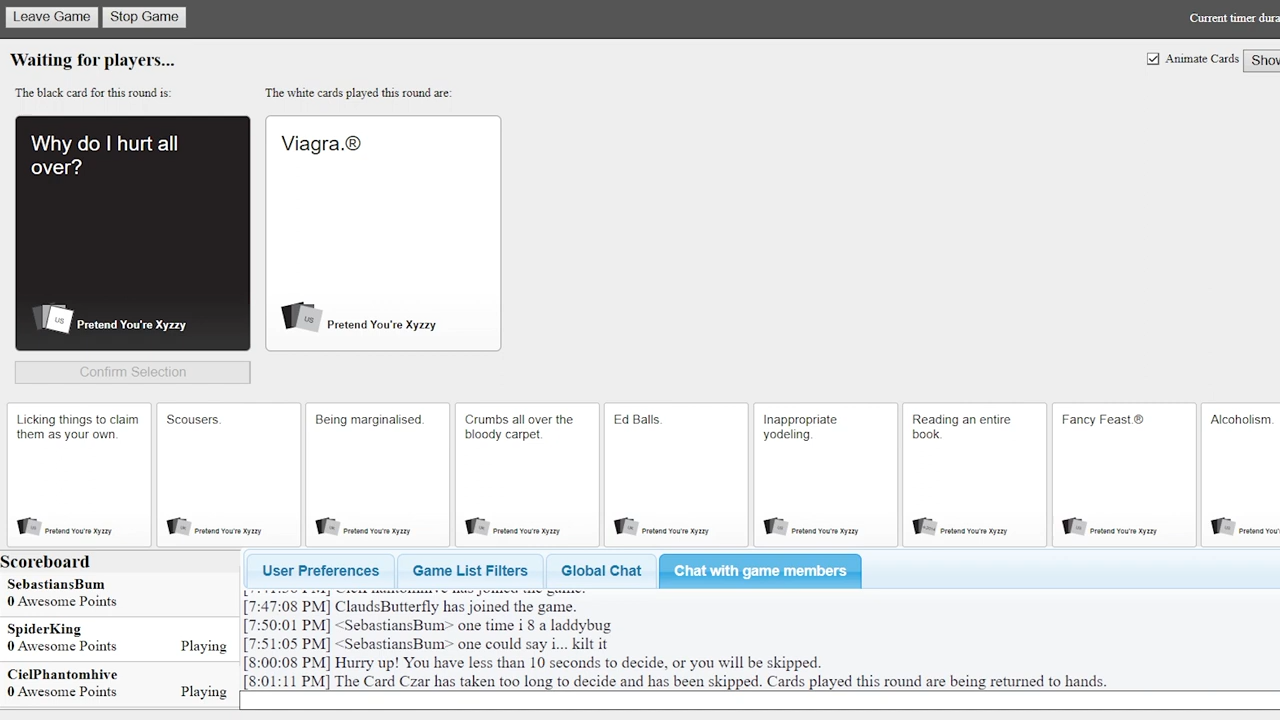 Leave Game Stop Game
Current timer dura
Waiting for players...
Animate Cards Show
The black card for this round is: The white cards played this round are:
Why do I hurt all
over?
Viagra.®
US Pretend You're Xyzzy
US Pretend You're Xyzzy
Confirm Selection
Licking things to claim
them as your own.
Scousers.
Being marginalised.
Crumbs all over the
bloody carpet.
Ed Balls.
Inappropriate
yodeling.
Reading an entire
book.
Fancy Feast.®
Alcoholism.
Pretend You're Xyzzy
Pretend You're Xyzzy
Pretend You're Xyzzy
Pretend You're Xyzzy
Pretend You're Xyzzy
Pretend You're Xyzzy
Pretend You're Xyzzy
Pretend You're Xyzzy
Pretend Yo
Scoreboard
SebastiansBum
0 Awesome Points
SpiderKing
0 Awesome Points Playing
CielPhantomhive
0 Awesome Points Playing
User Preferences Game List Filters Global Chat Chat with game members
[7:47:08 PM] ClaudsButterfly has joined the game.
[7:50:01 PM] <SebastiansBum> one time i 8 a laddybug
[7:51:05 PM] <SebastiansBum> one could say i... kilt it
[8:00:08 PM] Hurry up! You have less than 10 seconds to decide, or you will be skipped.
[8:01:11 PM] The Card Czar has taken too long to decide and has been skipped. Cards played this round are being returned to hands.